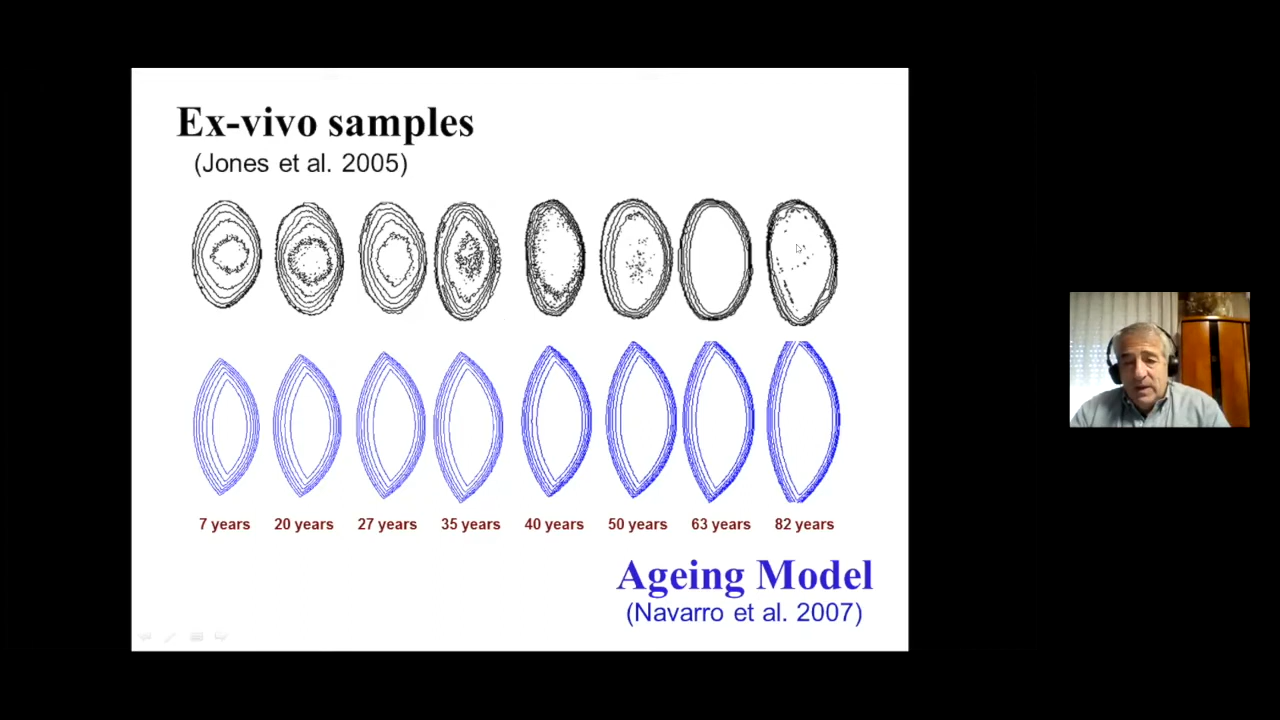 Ex-vivo samples
(Jones et al. 2005)
7 years 20 years 27 years 35 years 40 years 50 years 63 years 82 years
Ageing Model
(Navarro et al. 2007)